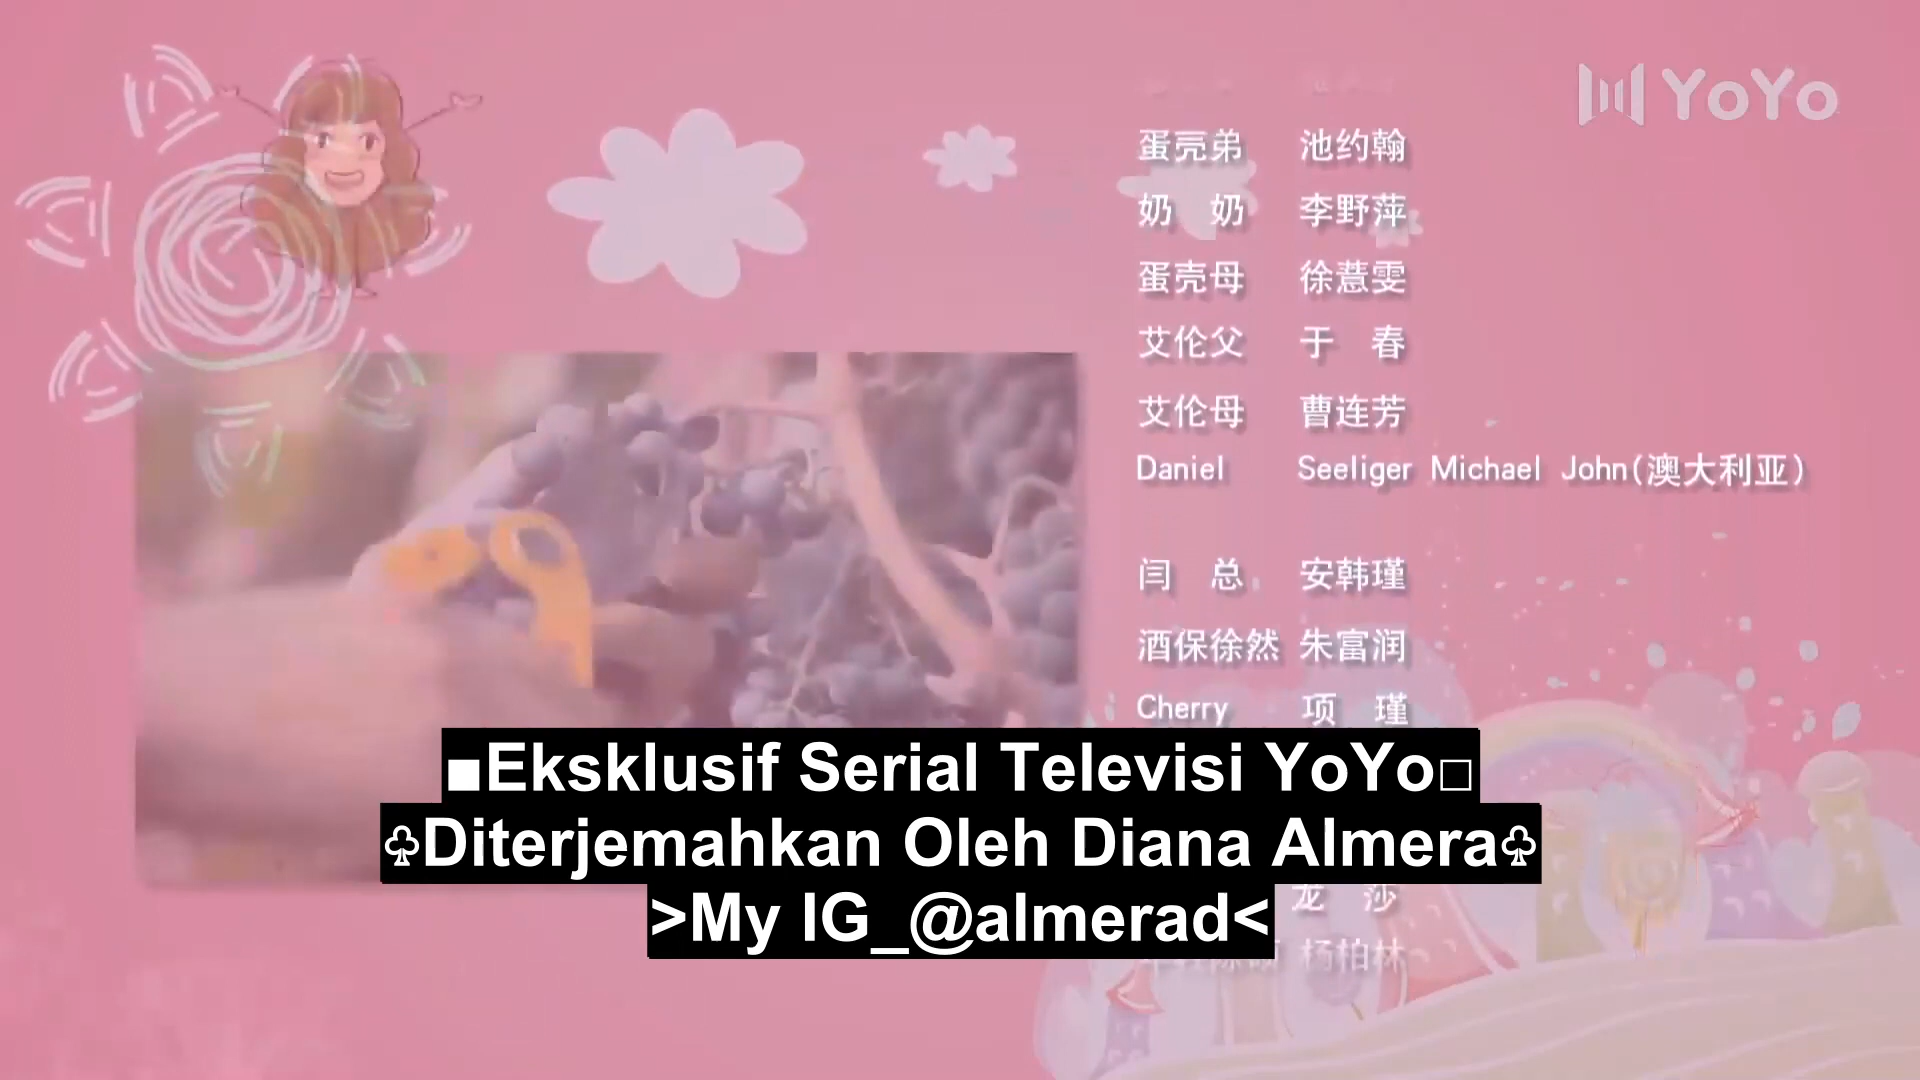 YoYo
蛋壳弟 池约翰
奶 奶 李野萍
蛋壳母 徐薏雯
艾伦父 于 春
艾伦母 曹连芳
Daniel Seeliger Michael John(澳大利亚)
闫 总 安韩瑾
酒保徐然 朱富润
Cherry 项 瑾
■Eksklusif Serial Televisi YoYo□
♧Diterjemahkan Oleh Diana Almera♧
龙 莎
>My IG_@almerad<
杨柏林